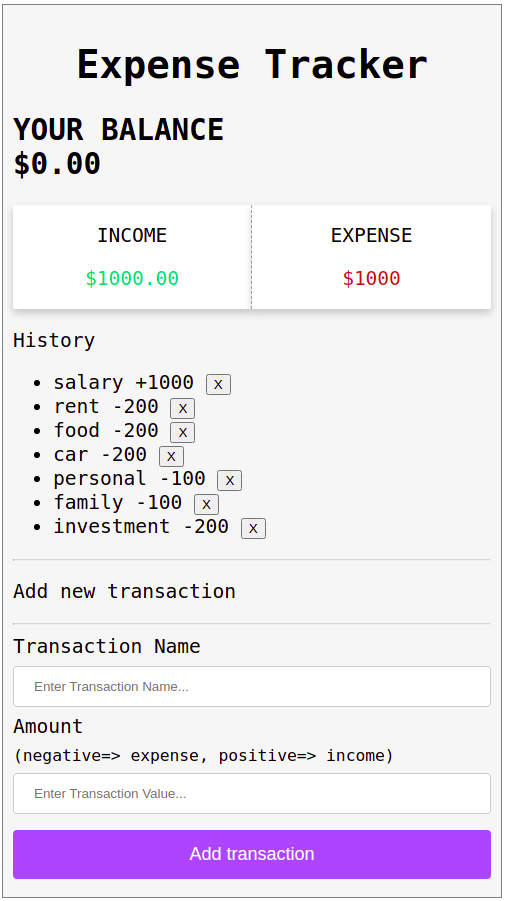 Expense Tracker
YOUR BALANCE
$0.00
INCOME
EXPENSE
$1000.00
$1000
History
salary +1000 x
rent -200 x
food -200 x
car -200 x
personal -100 x
family -100 x
investment -200 x
Add new transaction
Transaction Name
Enter Transaction Name...
Amount
(negative=> expense, positive=> income)
Enter Transaction Value...
Add transaction